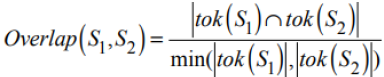 Overlap(S₁,S₂) = |tok(S₁)∩tok(S₂)| / min(|tok(S₁)|,|tok(S₂)|)